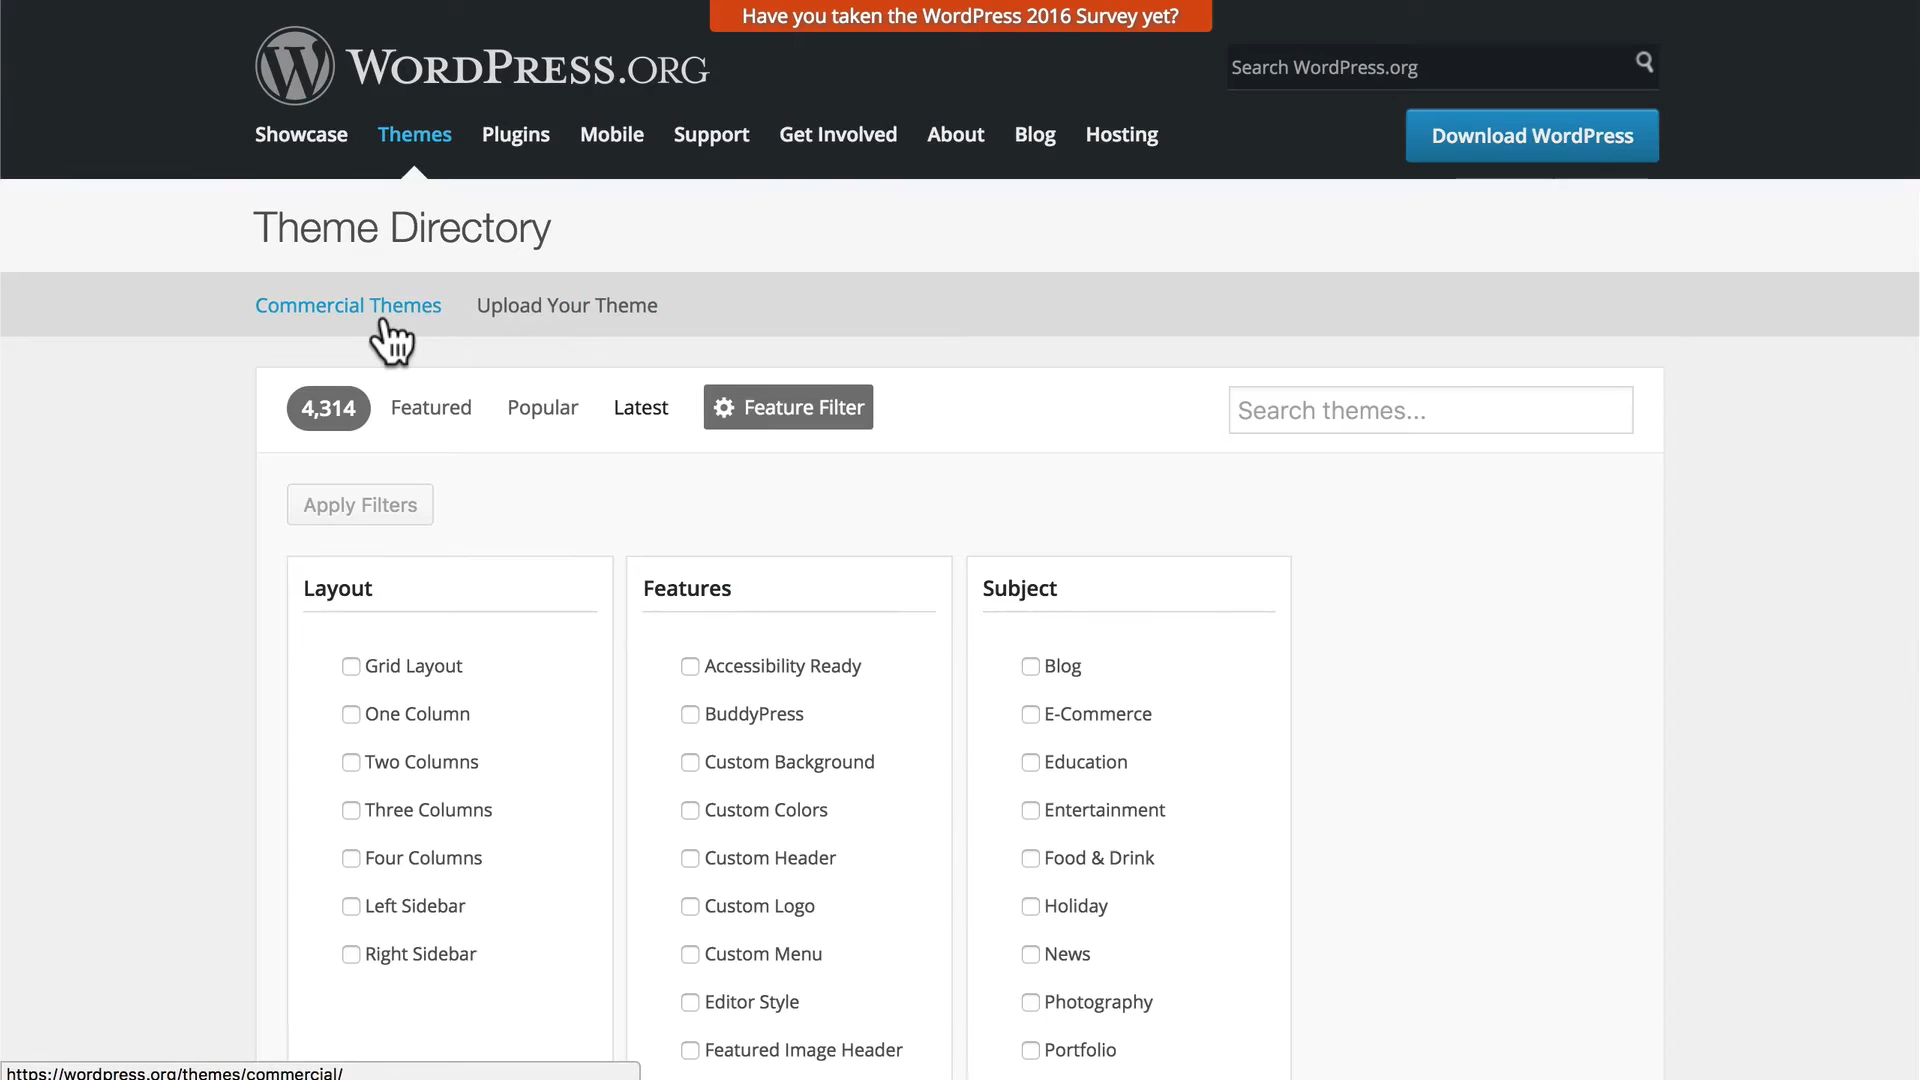 Have you taken the WordPress 2016 Survey yet?
WORDPRESS.ORG
Search WordPress.org
Showcase Themes Plugins Mobile Support Get Involved About Blog Hosting
Download WordPress
Theme Directory
Commercial Themes Upload Your Theme
4,314 Featured Popular Latest Feature Filter Search themes...
Apply Filters
Layout
Grid Layout
One Column
Two Columns
Three Columns
Four Columns
Left Sidebar
Right Sidebar
Features
Accessibility Ready
BuddyPress
Custom Background
Custom Colors
Custom Header
Custom Logo
Custom Menu
Editor Style
Featured Image Header
Subject
Blog
E-Commerce
Education
Entertainment
Food & Drink
Holiday
News
Photography
Portfolio
https://wordpress.org/themes/commercial/